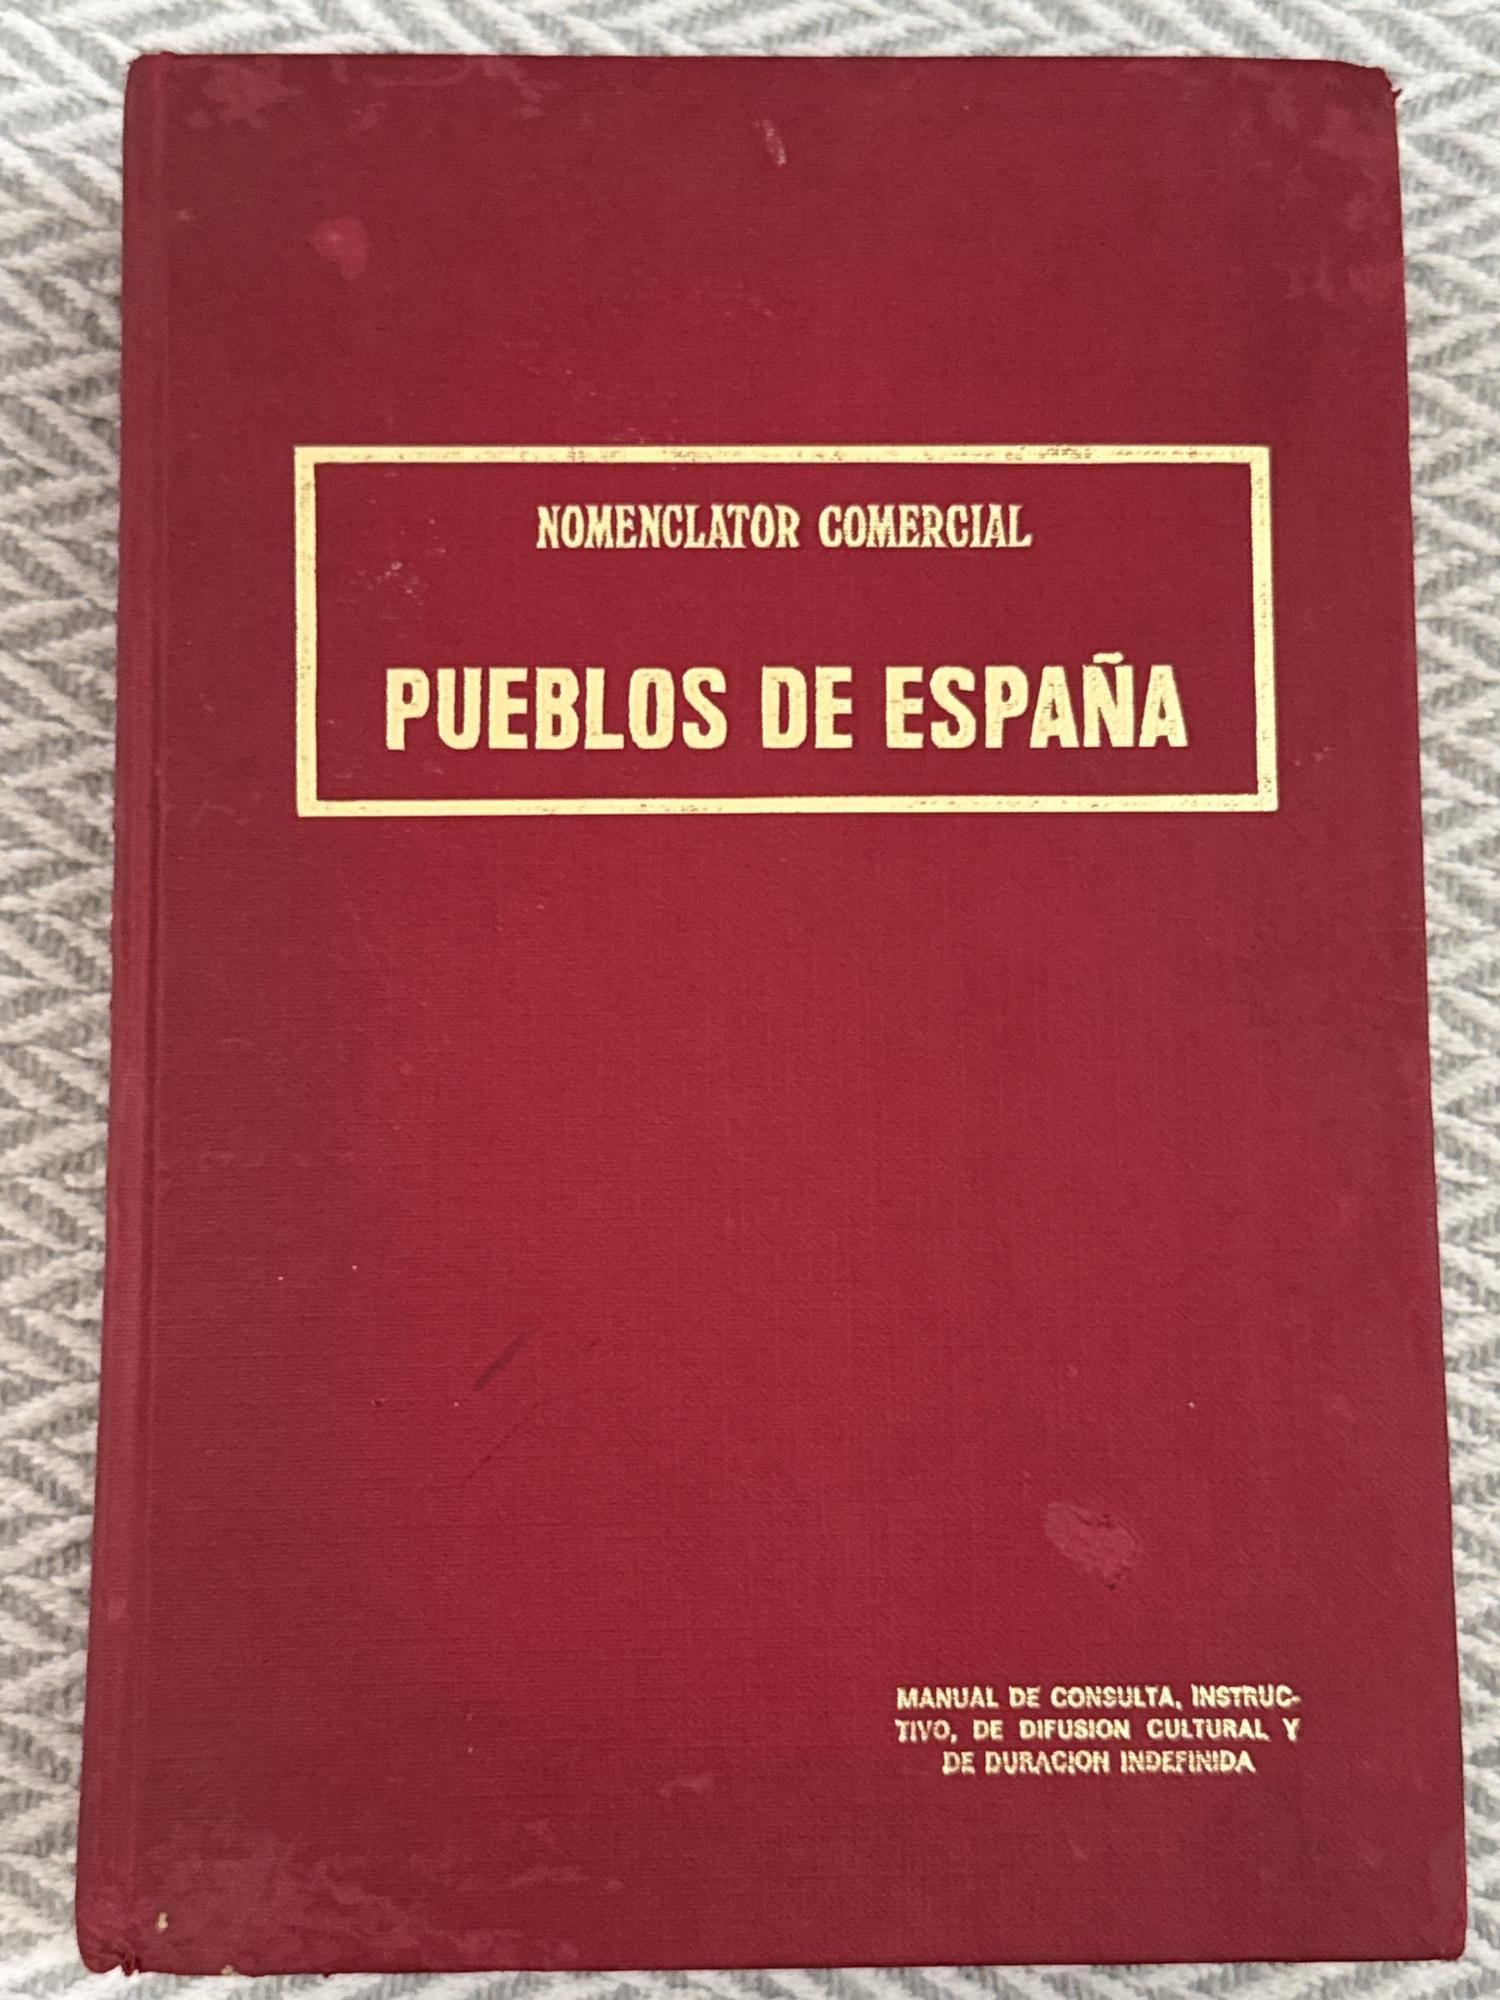 NOMENCLATOR COMERCIAL
PUEBLOS DE ESPAÑA
MANUAL DE CONSULTA, INSTRUC-
TIVO, DE DIFUSION CULTURAL Y
DE DURACION INDEFINIDA